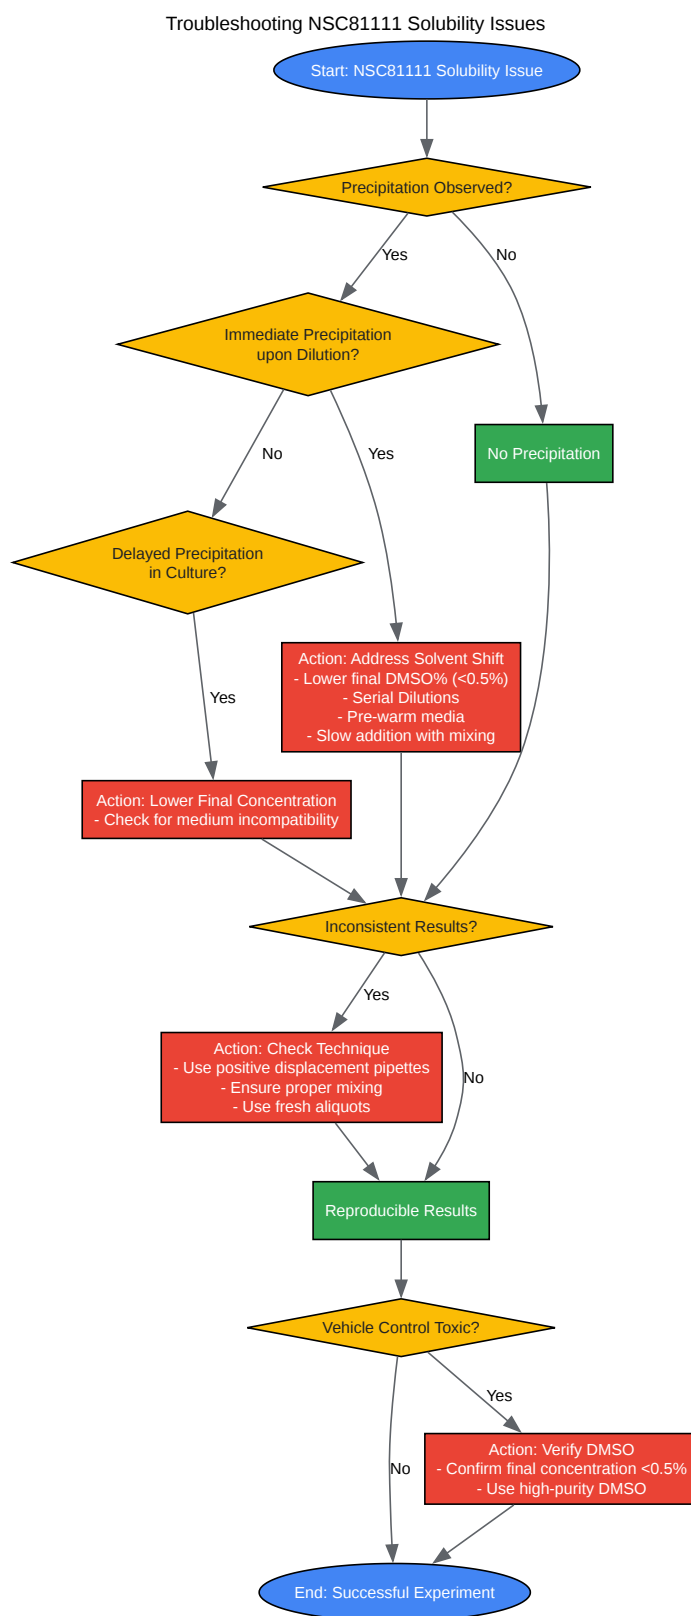 Troubleshooting NSC81111 Solubility Issues
Start: NSC81111 Solubility Issue
Precipitation Observed?
Yes
No
Immediate Precipitation
upon Dilution?
No
Yes
No Precipitation
Delayed Precipitation
in Culture?
Yes
Action: Address Solvent Shift
- Lower final DMSO% (<0.5%)
- Serial Dilutions
- Pre-warm media
- Slow addition with mixing
Action: Lower Final Concentration
- Check for medium incompatibility
Inconsistent Results?
Yes
No
Action: Check Technique
- Use positive displacement pipettes
- Ensure proper mixing
- Use fresh aliquots
Reproducible Results
Vehicle Control Toxic?
Yes
No
Action: Verify DMSO
- Confirm final concentration <0.5%
- Use high-purity DMSO
End: Successful Experiment